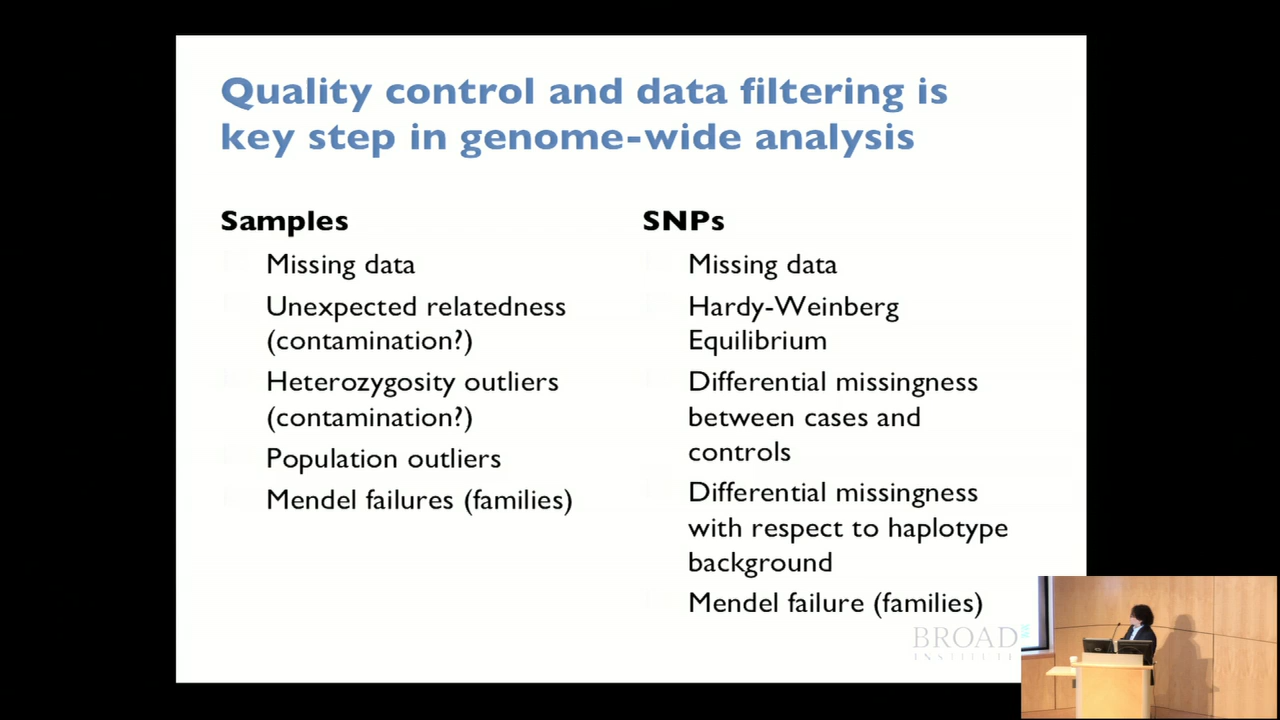 Quality control and data filtering is
key step in genome-wide analysis
Samples
Missing data
Unexpected relatedness
(contamination?)
Heterozygosity outliers
(contamination?)
Population outliers
Mendel failures (families)
SNPs
Missing data
Hardy-Weinberg
Equilibrium
Differential missingness
between cases and
controls
Differential missingness
with respect to haplotype
background
Mendel failure (families)
BROAD
INSTITUTE